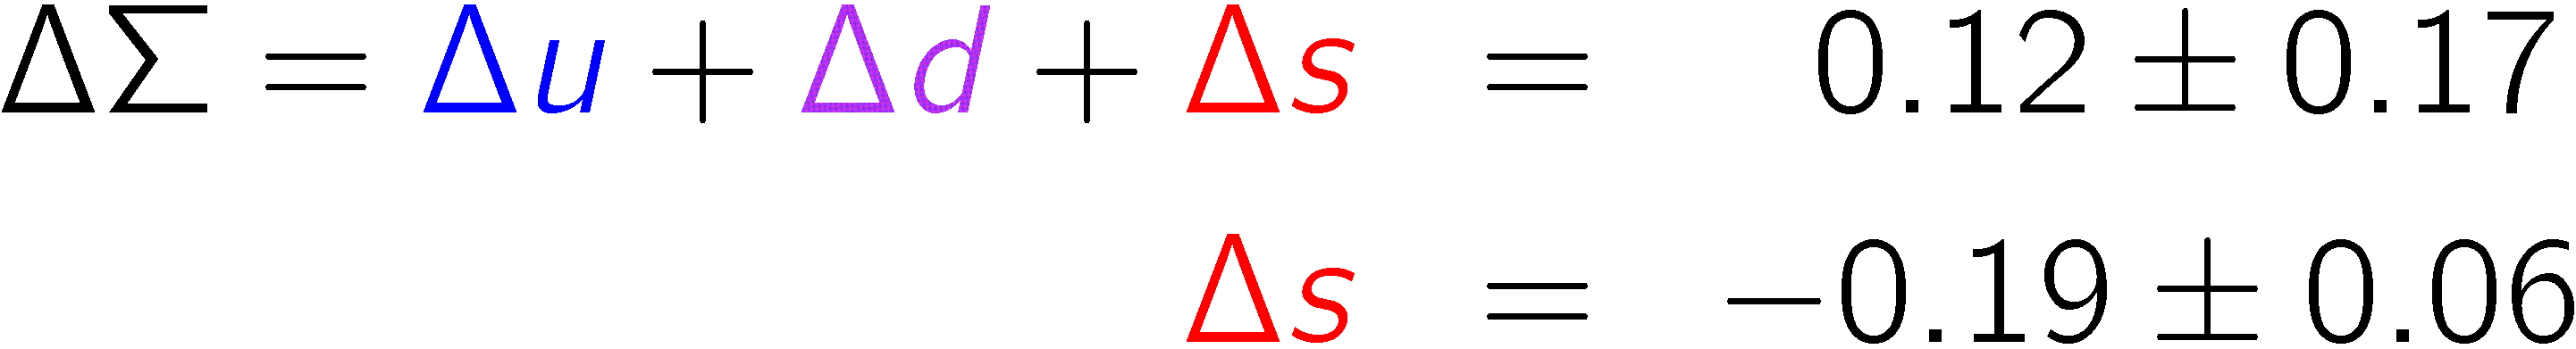 ΔΣ = Δu + Δd + Δs = 0.12 ± 0.17
Δs = −0.19 ± 0.06